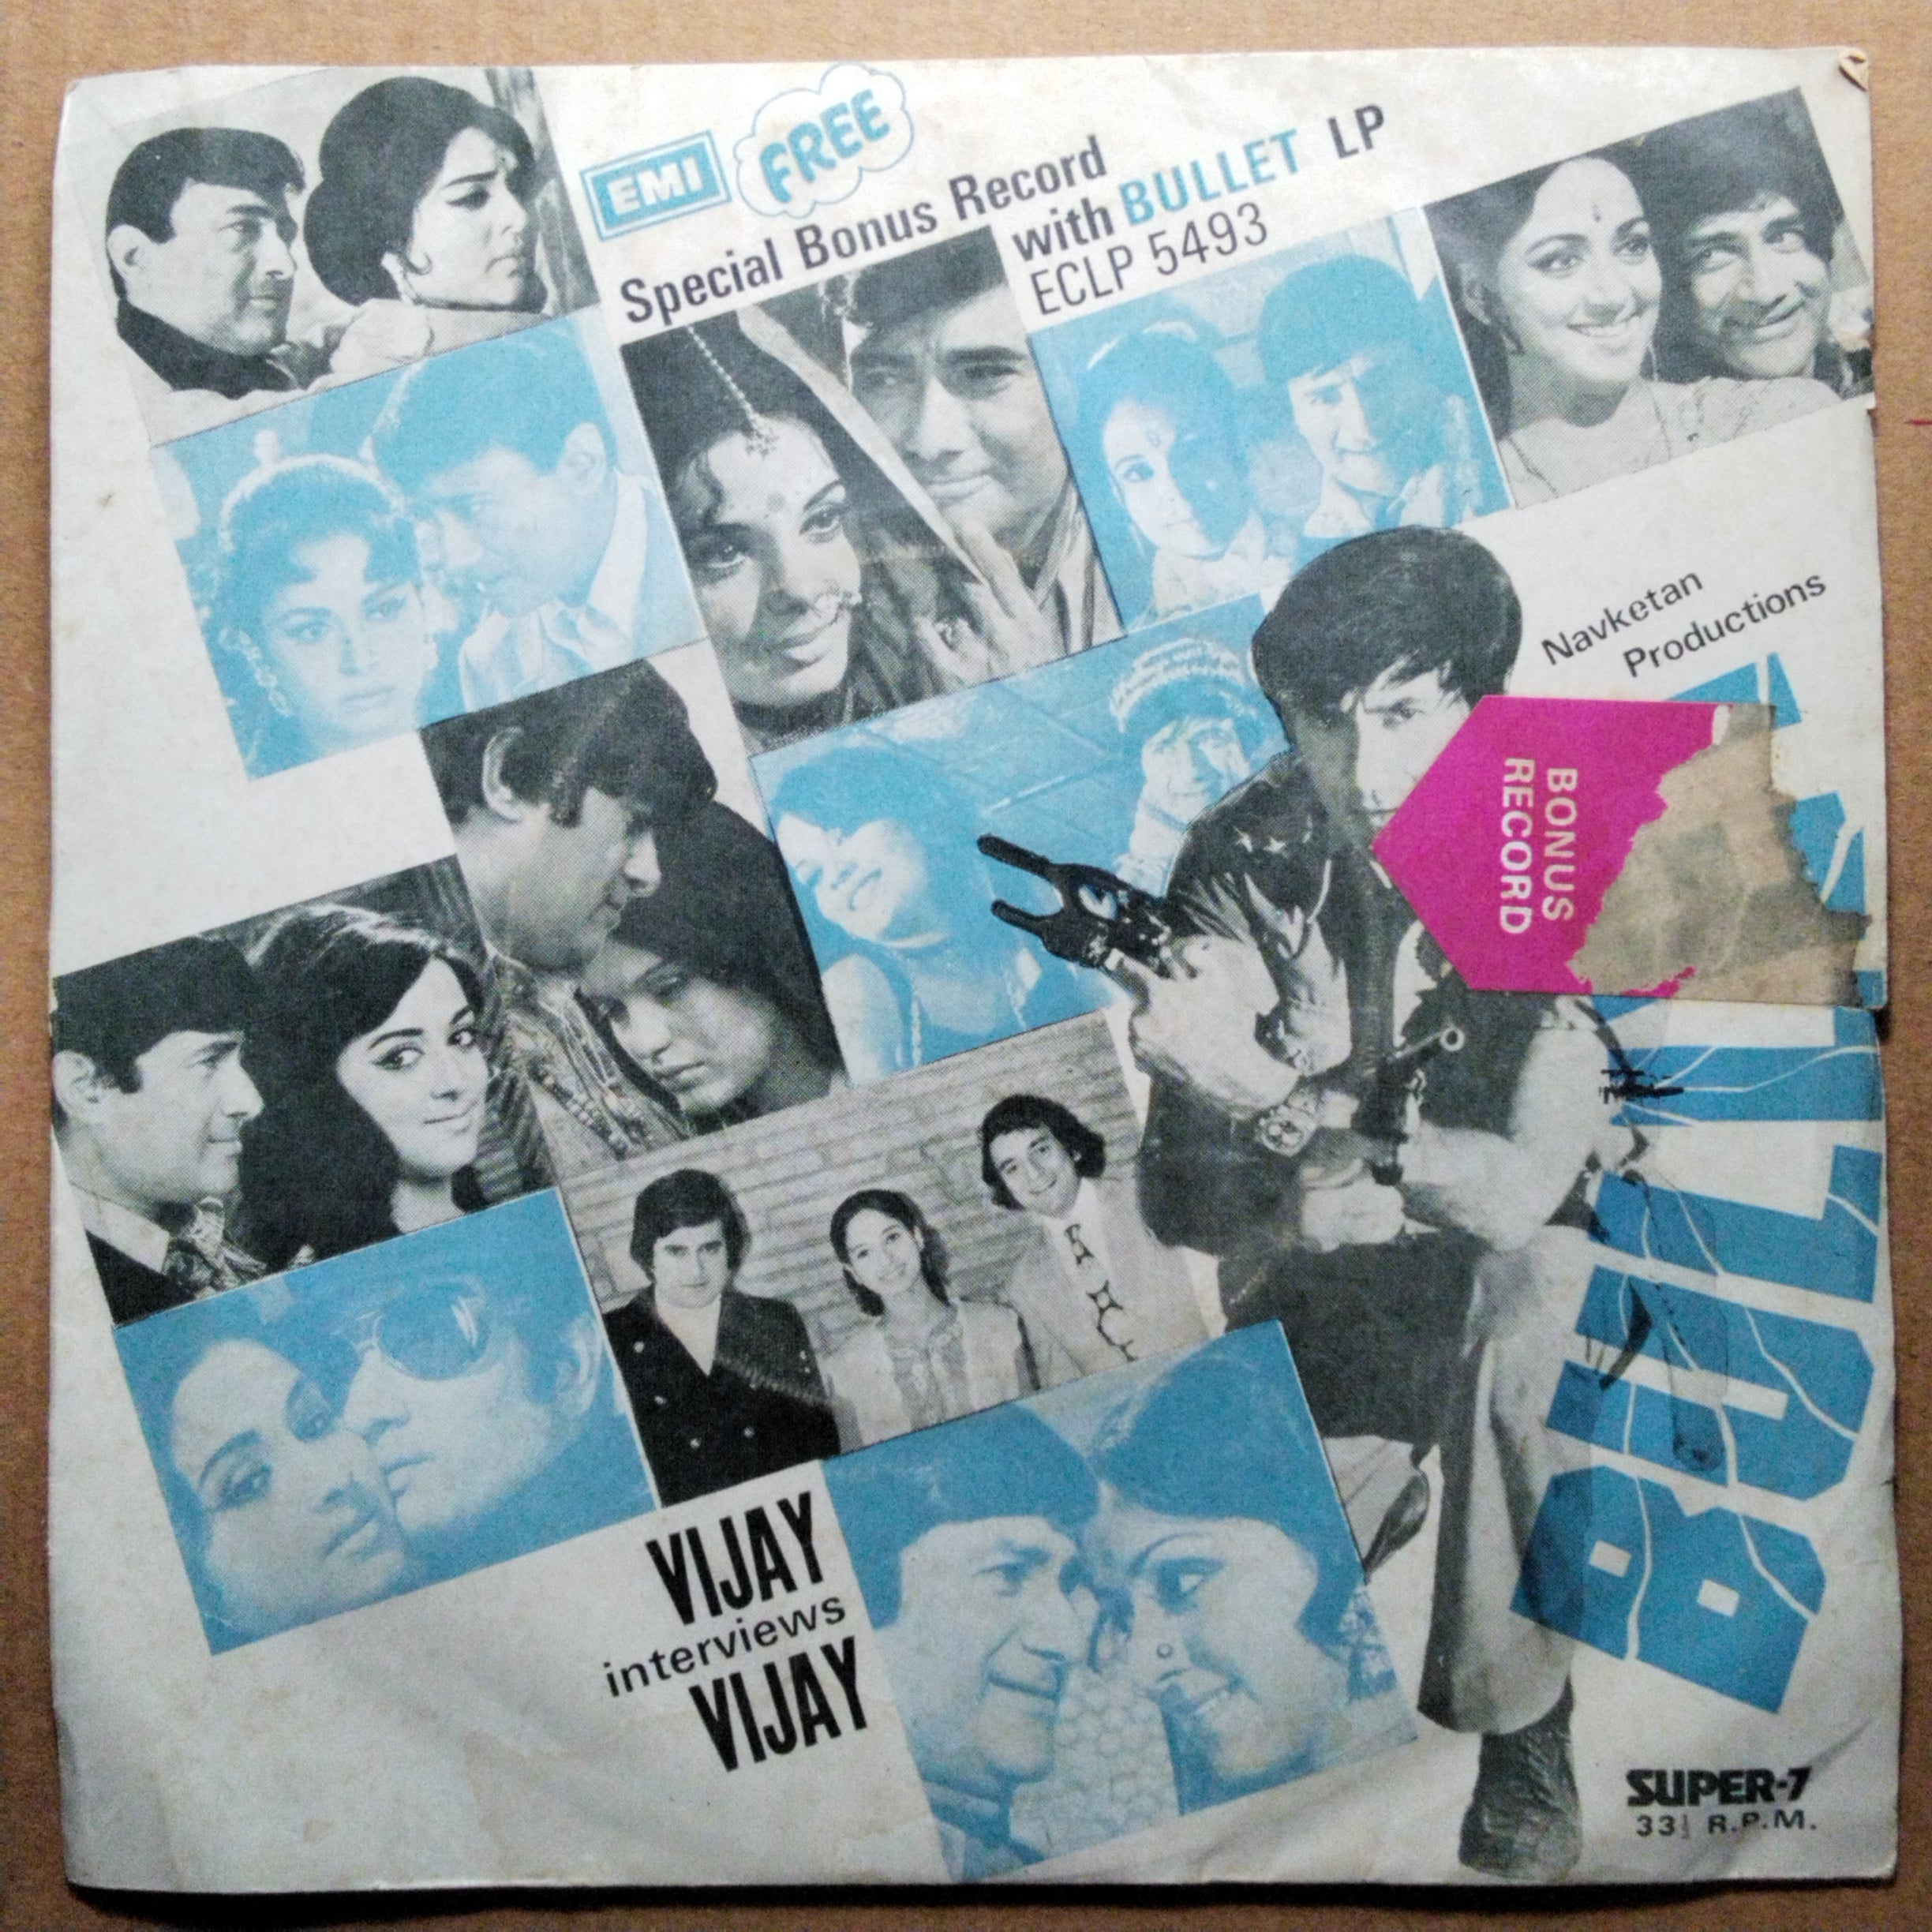 EMI
FREE
Special Bonus Record
with BULLET LP
ECLP 5493
Navketan
Productions
BONUS
RECORD
VIJAY
interviews
VIJAY
SUPER-7
33⅓ R.P.M.